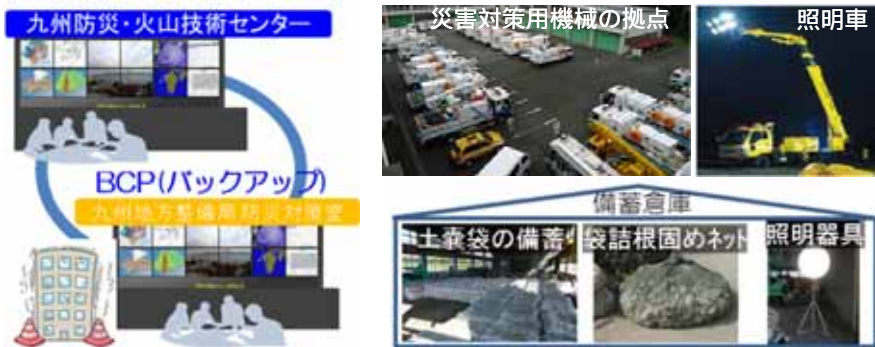 九州防災・火山技術センター
BCP(バックアップ)
九州地方整備局防災対策室
災害対策用機械の拠点
照明車
備蓄倉庫
土嚢袋の備蓄
袋詰根固めネット
照明器具